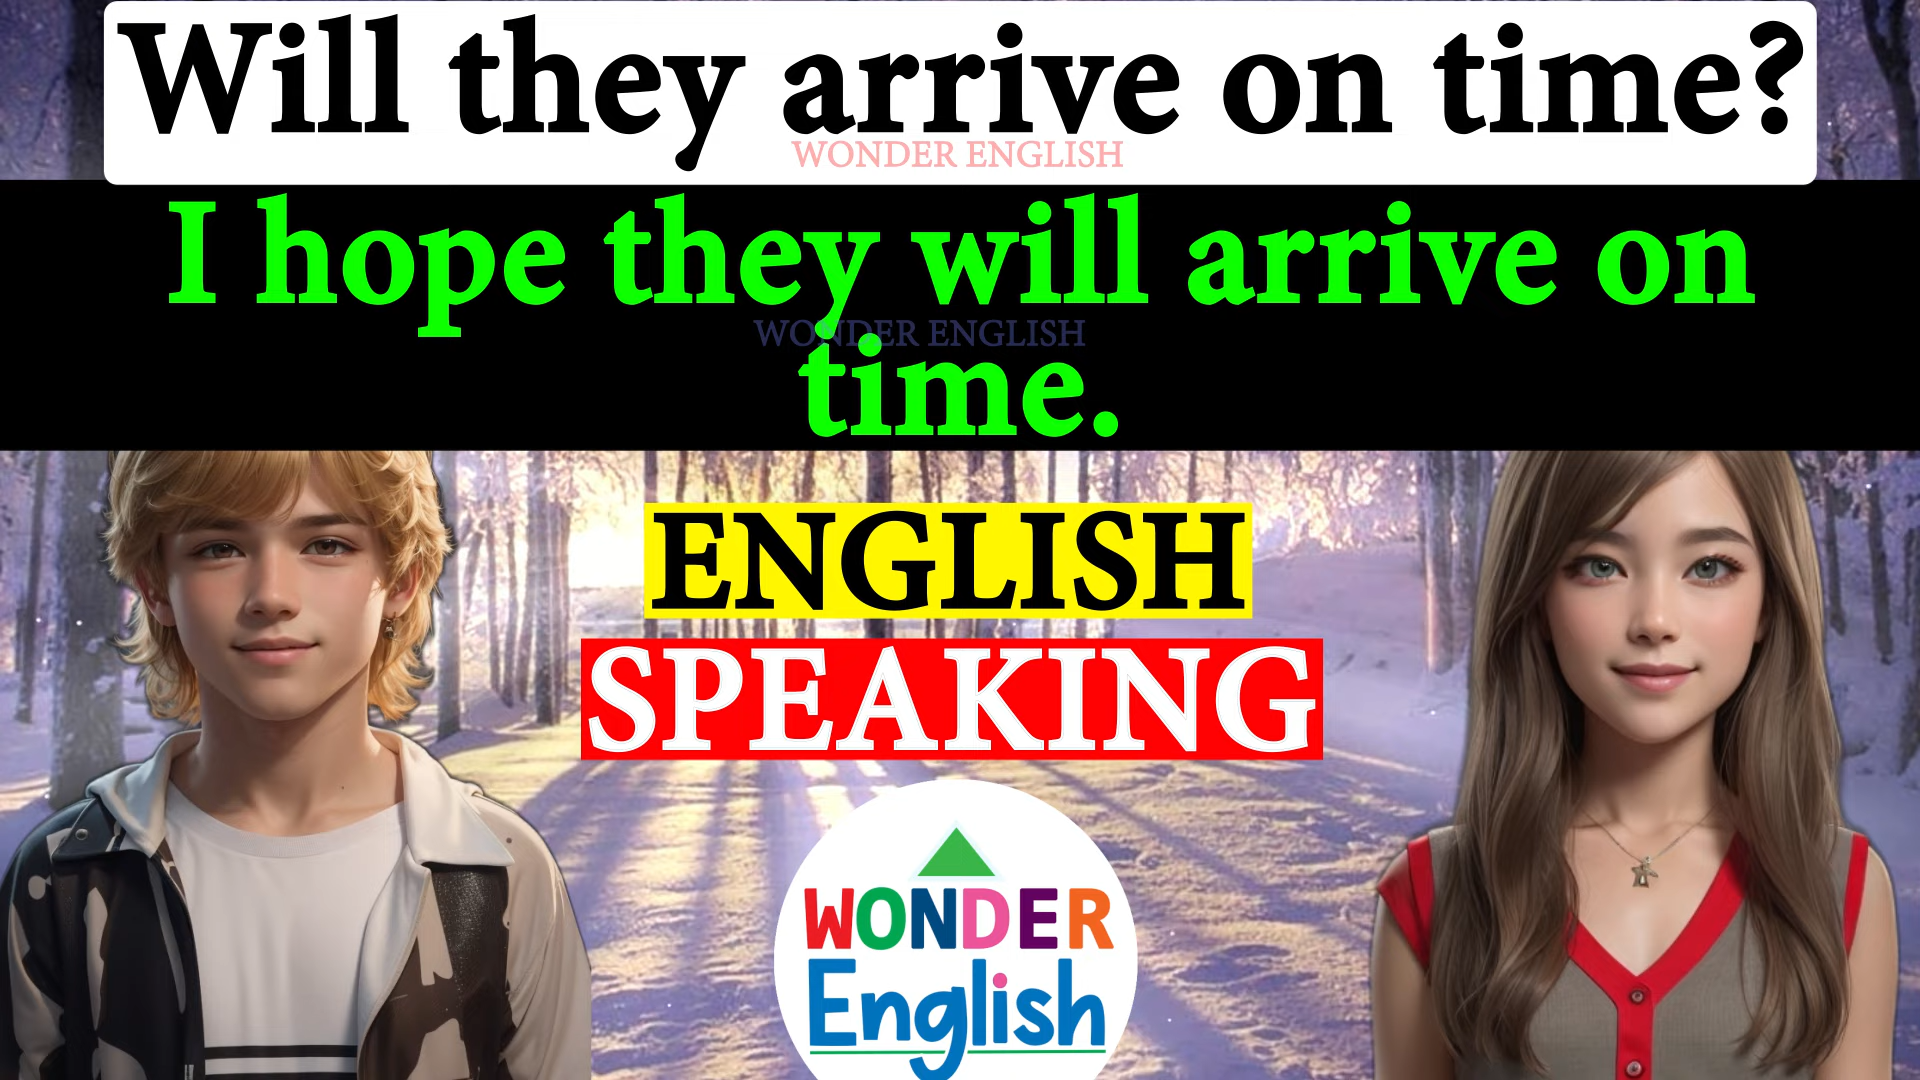 Will they arrive on time?
WONDER ENGLISH
I hope they will arrive on
WONDER ENGLISH
time.
ENGLISH
SPEAKING
WONDER
English